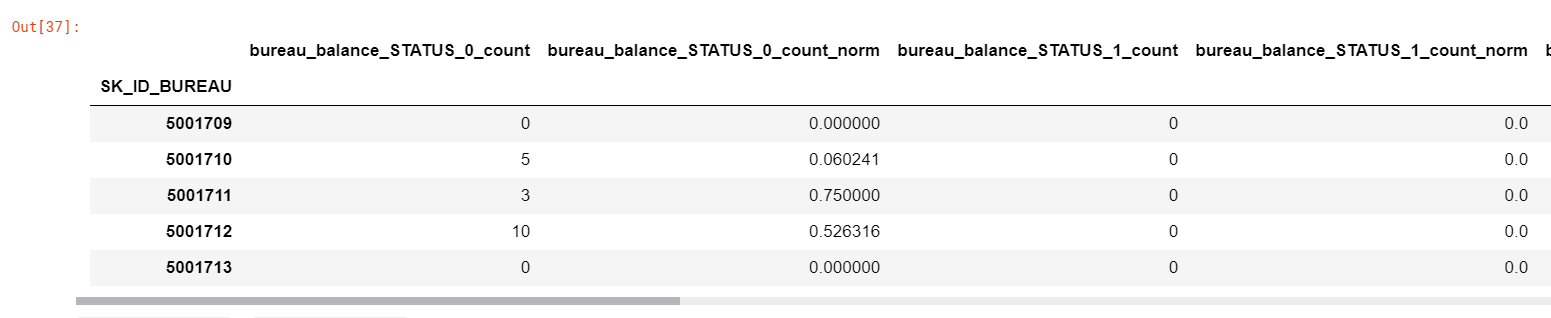 Out[37]:
bureau_balance_STATUS_0_count bureau_balance_STATUS_0_count_norm bureau_balance_STATUS_1_count bureau_balance_STATUS_1_count_norm
SK_ID_BUREAU
5001709 0 0.000000 0 0.0
5001710 5 0.060241 0 0.0
5001711 3 0.750000 0 0.0
5001712 10 0.526316 0 0.0
5001713 0 0.000000 0 0.0